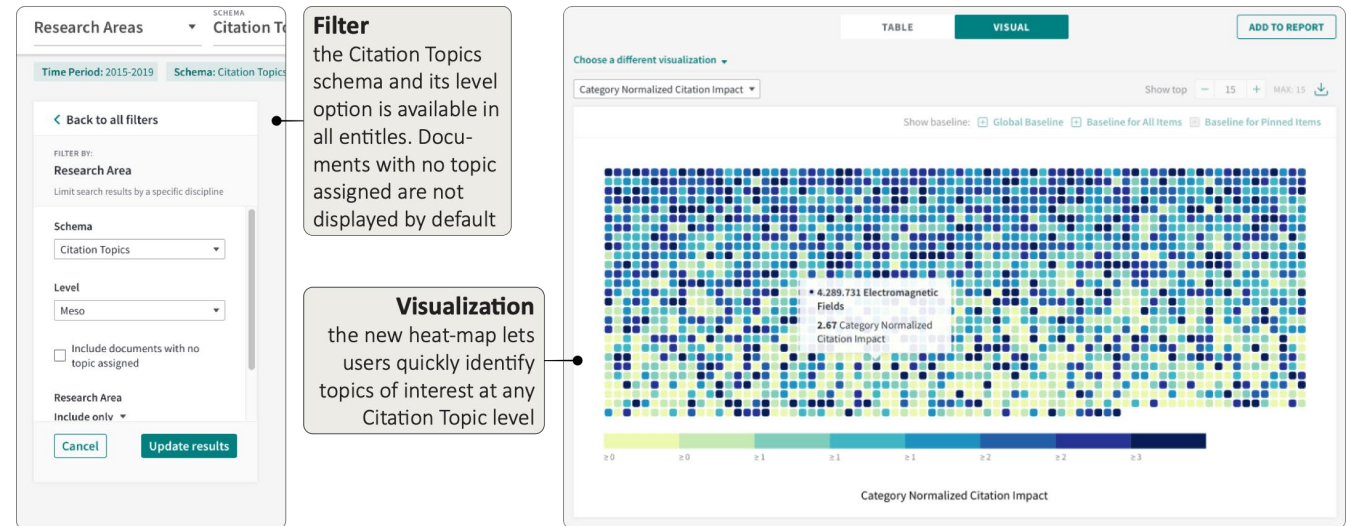 Research Areas
SCHEMA
Citation To
Time Period: 2015-2019 Schema: Citation Topics
Back to all filters
FILTER BY:
Research Area
Limit search results by a specific discipline
Schema
Citation Topics
Level
Meso
Include documents with no
topic assigned
Research Area
Include only
Cancel Update results
Filter
the Citation Topics
schema and its level
option is available in
all entitles. Docu-
ments with no topic
assigned are not
displayed by default
Visualization
the new heat-map lets
users quickly identify
topics of interest at any
Citation Topic level
TABLE VISUAL ADD TO REPORT
Choose a different visualization
Category Normalized Citation Impact Show top − 15 + MAX: 15
Show baseline: Global Baseline Baseline for All Items Baseline for Pinned Items
4.289.731 Electromagnetic
Fields
2.67 Category Normalized
Citation Impact
≥0 ≥0 ≥1 ≥1 ≥1 ≥2 ≥2 ≥3
Category Normalized Citation Impact